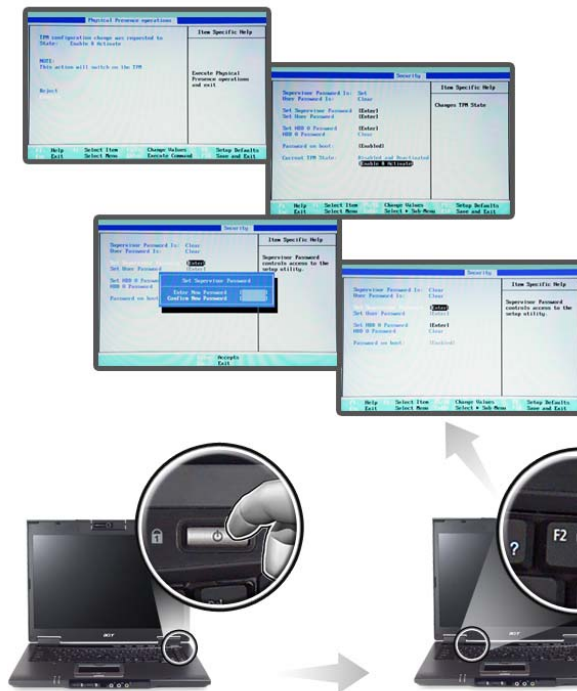 Physical Presence operations
Item Specific Help
TPM configuration change was requested to
State: Enable & Activate
NOTE:
This action will switch on the TPM
Reject
Execute Physical
Presence operations
and exit
Help Select Item Change Values Setup Defaults
Exit Select Menu Execute Command Save and Exit
Security
Item Specific Help
Supervisor Password Is: Set
User Password Is: Clear
Set Supervisor Password [Enter]
Set User Password [Enter]
Set HDD 0 Password [Enter]
HDD 0 Password Clear
Password on boot: [Enabled]
Current TPM State: Disabled and Deactivated
[Enable & Activate]
Changes TPM State
Help Select Item Change Values Setup Defaults
Exit Select Menu Select Sub-Menu Save and Exit
Security
Item Specific Help
Supervisor Password Is: Clear
User Password Is: Clear
[Enter]
Set User Password [Enter]
Set HDD 0
HDD 0 Password
Password on boot
Set Supervisor Password
Enter New Password
Confirm New Password
Supervisor Password
controls access to the
setup utility.
Accepts
Exit
Security
Item Specific Help
Supervisor Password Is: Clear
User Password Is: Clear
[Enter]
Set User Password [Enter]
Set HDD 0 Password [Enter]
HDD 0 Password Clear
Password on boot: [Enabled]
Supervisor Password
controls access to the
setup utility.
Help Select Item Change Values Setup Defaults
Exit Select Menu Select Sub-Menu Save and Exit
?
F2
acer
acer